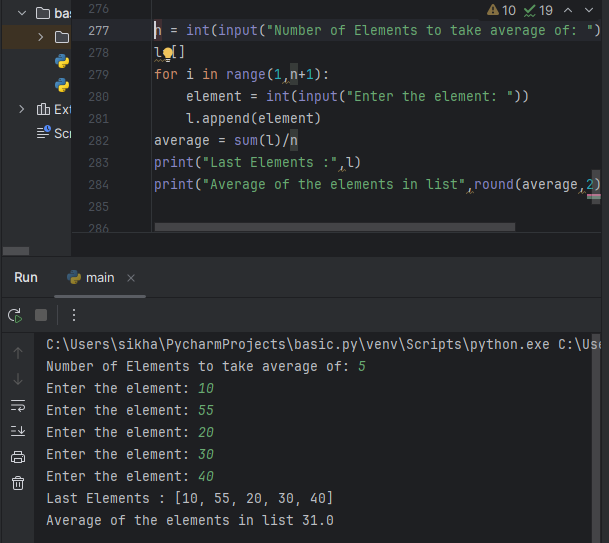 bas
Ext
Scr
10 19
276
277 n = int(input("Number of Elements to take average of: ")
278 l=[]
279 for i in range(1,n+1):
280 element = int(input("Enter the element: "))
281 l.append(element)
282 average = sum(l)/n
283 print("Last Elements :",l)
284 print("Average of the elements in list",round(average,2)
285
286
Run main
C:\Users\sikha\PycharmProjects\basic.py\venv\Scripts\python.exe C:\Use
Number of Elements to take average of: 5
Enter the element: 10
Enter the element: 55
Enter the element: 20
Enter the element: 30
Enter the element: 40
Last Elements : [10, 55, 20, 30, 40]
Average of the elements in list 31.0